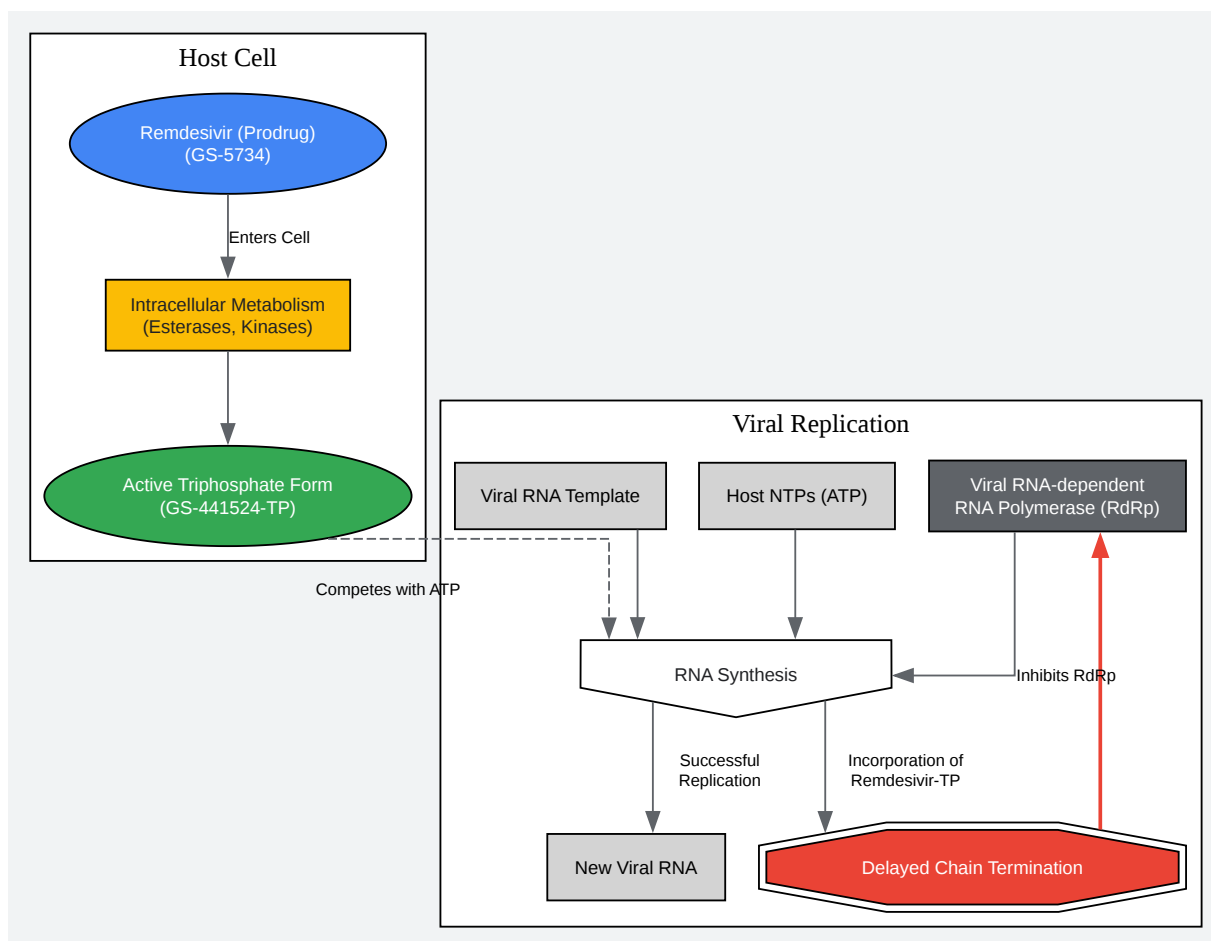 Host Cell
Remdesivir (Prodrug)
(GS-5734)
Enters Cell
Intracellular Metabolism
(Esterases, Kinases)
Active Triphosphate Form
(GS-441524-TP)
Competes with ATP
Viral Replication
Viral RNA Template
Host NTPs (ATP)
Viral RNA-dependent
RNA Polymerase (RdRp)
RNA Synthesis
Inhibits RdRp
Successful
Replication
Incorporation of
Remdesivir-TP
New Viral RNA
Delayed Chain Termination